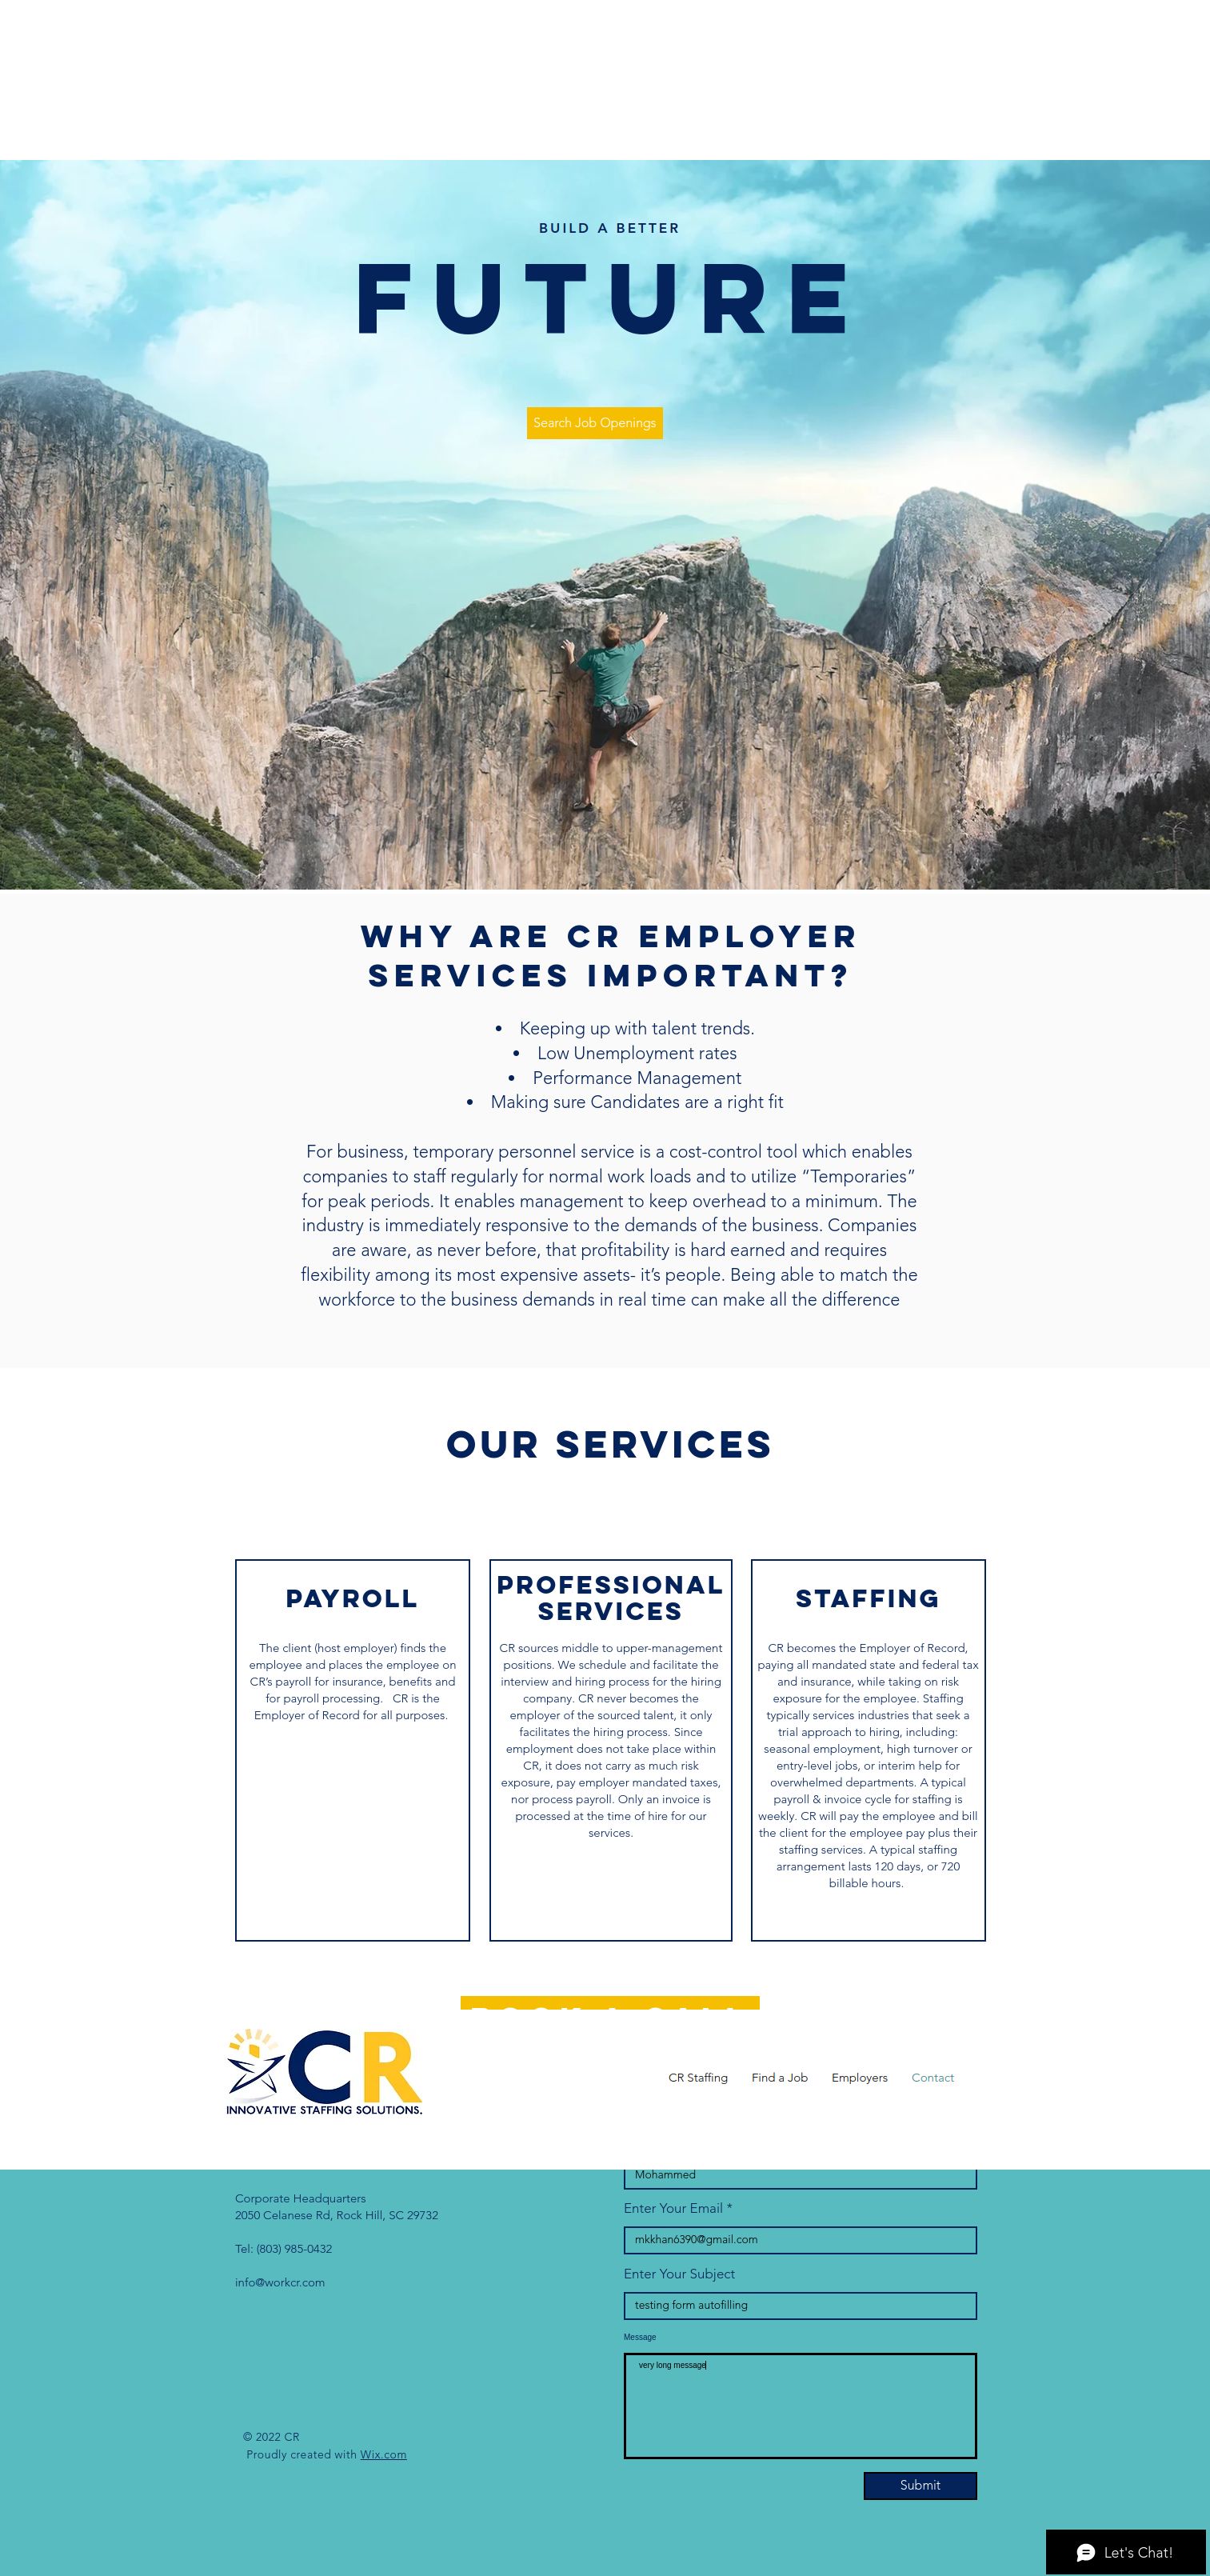 BUILD A BETTER
FUTURE
Search Job Openings
WHY ARE CR EMPLOYER
SERVICES IMPORTANT?
• Keeping up with talent trends.
• Low Unemployment rates
• Performance Management
• Making sure Candidates are a right fit
For business, temporary personnel service is a cost-control tool which enables
companies to staff regularly for normal work loads and to utilize “Temporaries”
for peak periods. It enables management to keep overhead to a minimum. The
industry is immediately responsive to the demands of the business. Companies
are aware, as never before, that profitability is hard earned and requires
flexibility among its most expensive assets- it’s people. Being able to match the
workforce to the business demands in real time can make all the difference
OUR SERVICES
PAYROLL
The client (host employer) finds the
employee and places the employee on
CR’s payroll for insurance, benefits and
for payroll processing. CR is the
Employer of Record for all purposes.
PROFESSIONAL
SERVICES
CR sources middle to upper-management
positions. We schedule and facilitate the
interview and hiring process for the hiring
company. CR never becomes the
employer of the sourced talent, it only
facilitates the hiring process. Since
employment does not take place within
CR, it does not carry as much risk
exposure, pay employer mandated taxes,
nor process payroll. Only an invoice is
processed at the time of hire for our
services.
STAFFING
CR becomes the Employer of Record,
paying all mandated state and federal tax
and insurance, while taking on risk
exposure for the employee. Staffing
typically services industries that seek a
trial approach to hiring, including:
seasonal employment, high turnover or
entry-level jobs, or interim help for
overwhelmed departments. A typical
payroll & invoice cycle for staffing is
weekly. CR will pay the employee and bill
the client for the employee pay plus their
staffing services. A typical staffing
arrangement lasts 120 days, or 720
billable hours.
CR
INNOVATIVE STAFFING SOLUTIONS.
CR Staffing Find a Job Employers Contact
Corporate Headquarters
2050 Celanese Rd, Rock Hill, SC 29732
Tel: (803) 985-0432
info@workcr.com
Mohammed
Enter Your Email *
mkkhan6390@gmail.com
Enter Your Subject
testing form autofilling
Message
very long message
Submit
© 2022 CR
Proudly created with Wix.com
Let's Chat!